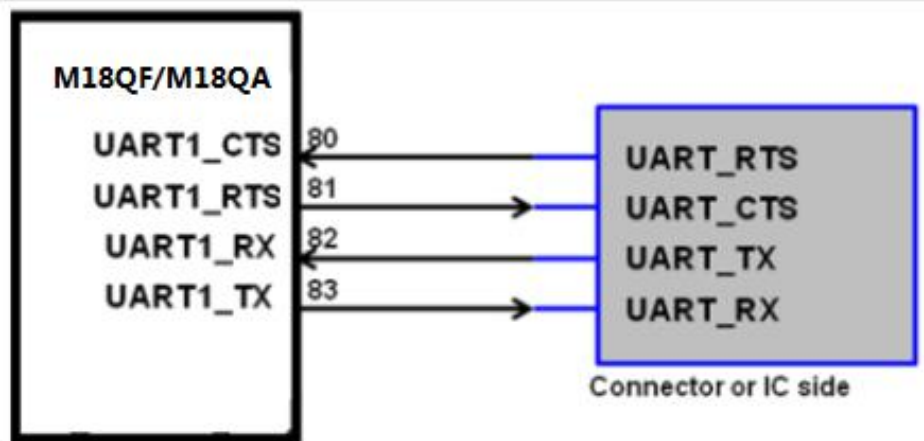 M18QF/M18QA
UART1_CTS 80 UART_RTS
UART1_RTS 81 UART_CTS
UART1_RX 82 UART_TX
UART1_TX 83 UART_RX
Connector or IC side